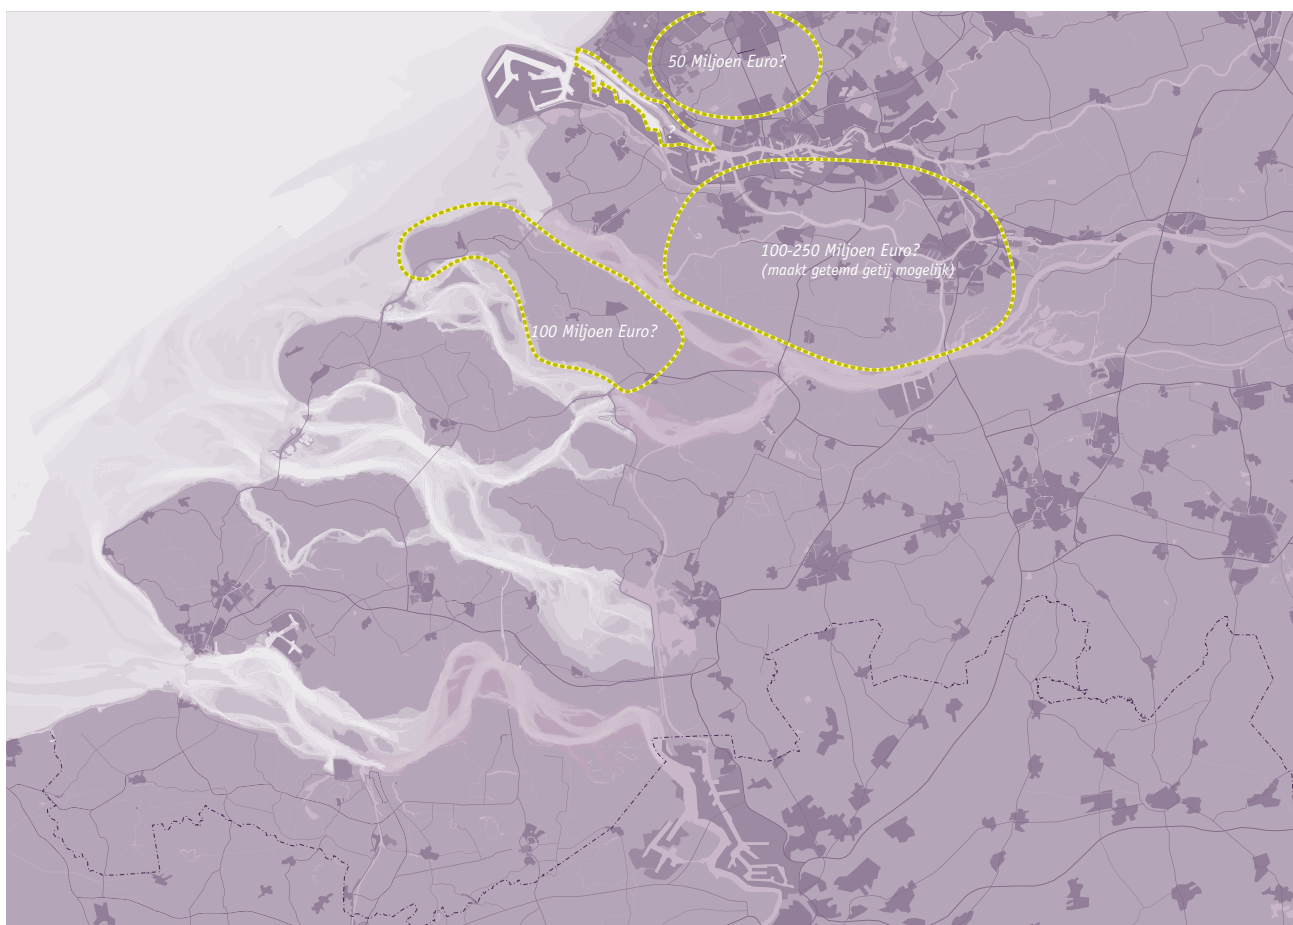 50 Miljoen Euro?
?
100-250 Miljoen Euro?
(maakt getemd getij mogelijk)
100 Miljoen Euro?